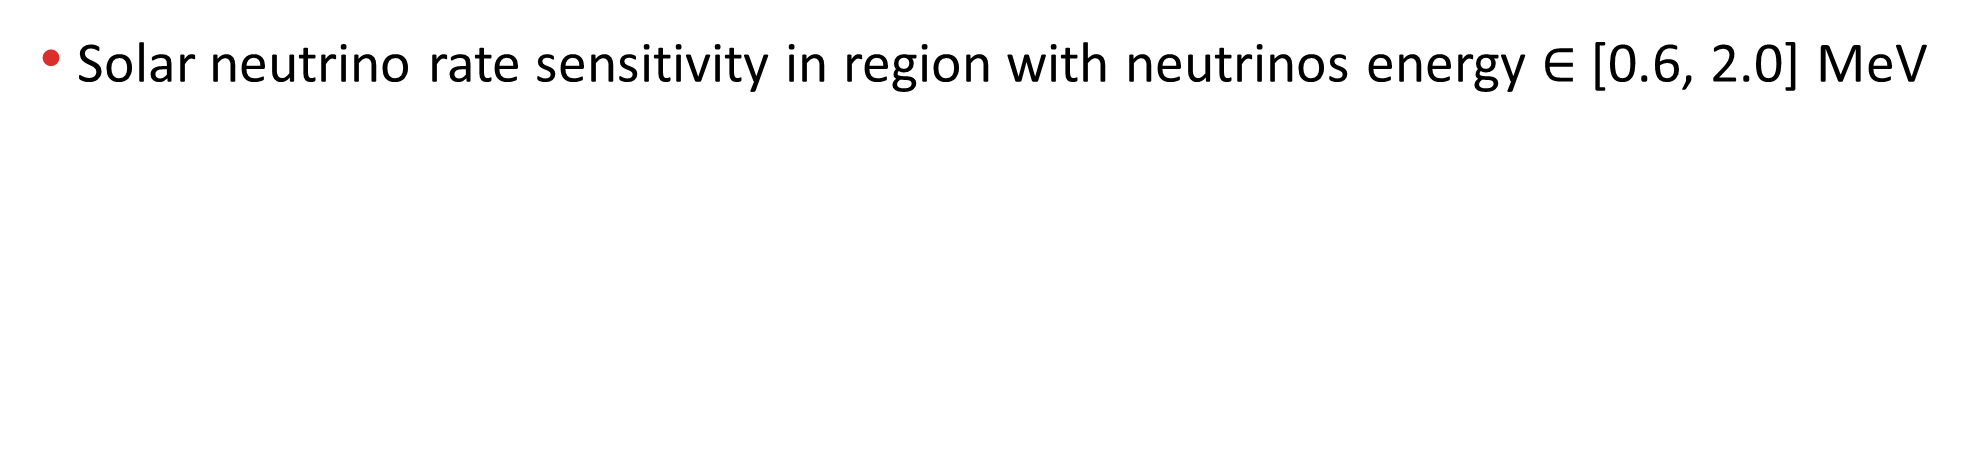 • Solar neutrino rate sensitivity in region with neutrinos energy ∈ [0.6, 2.0] MeV